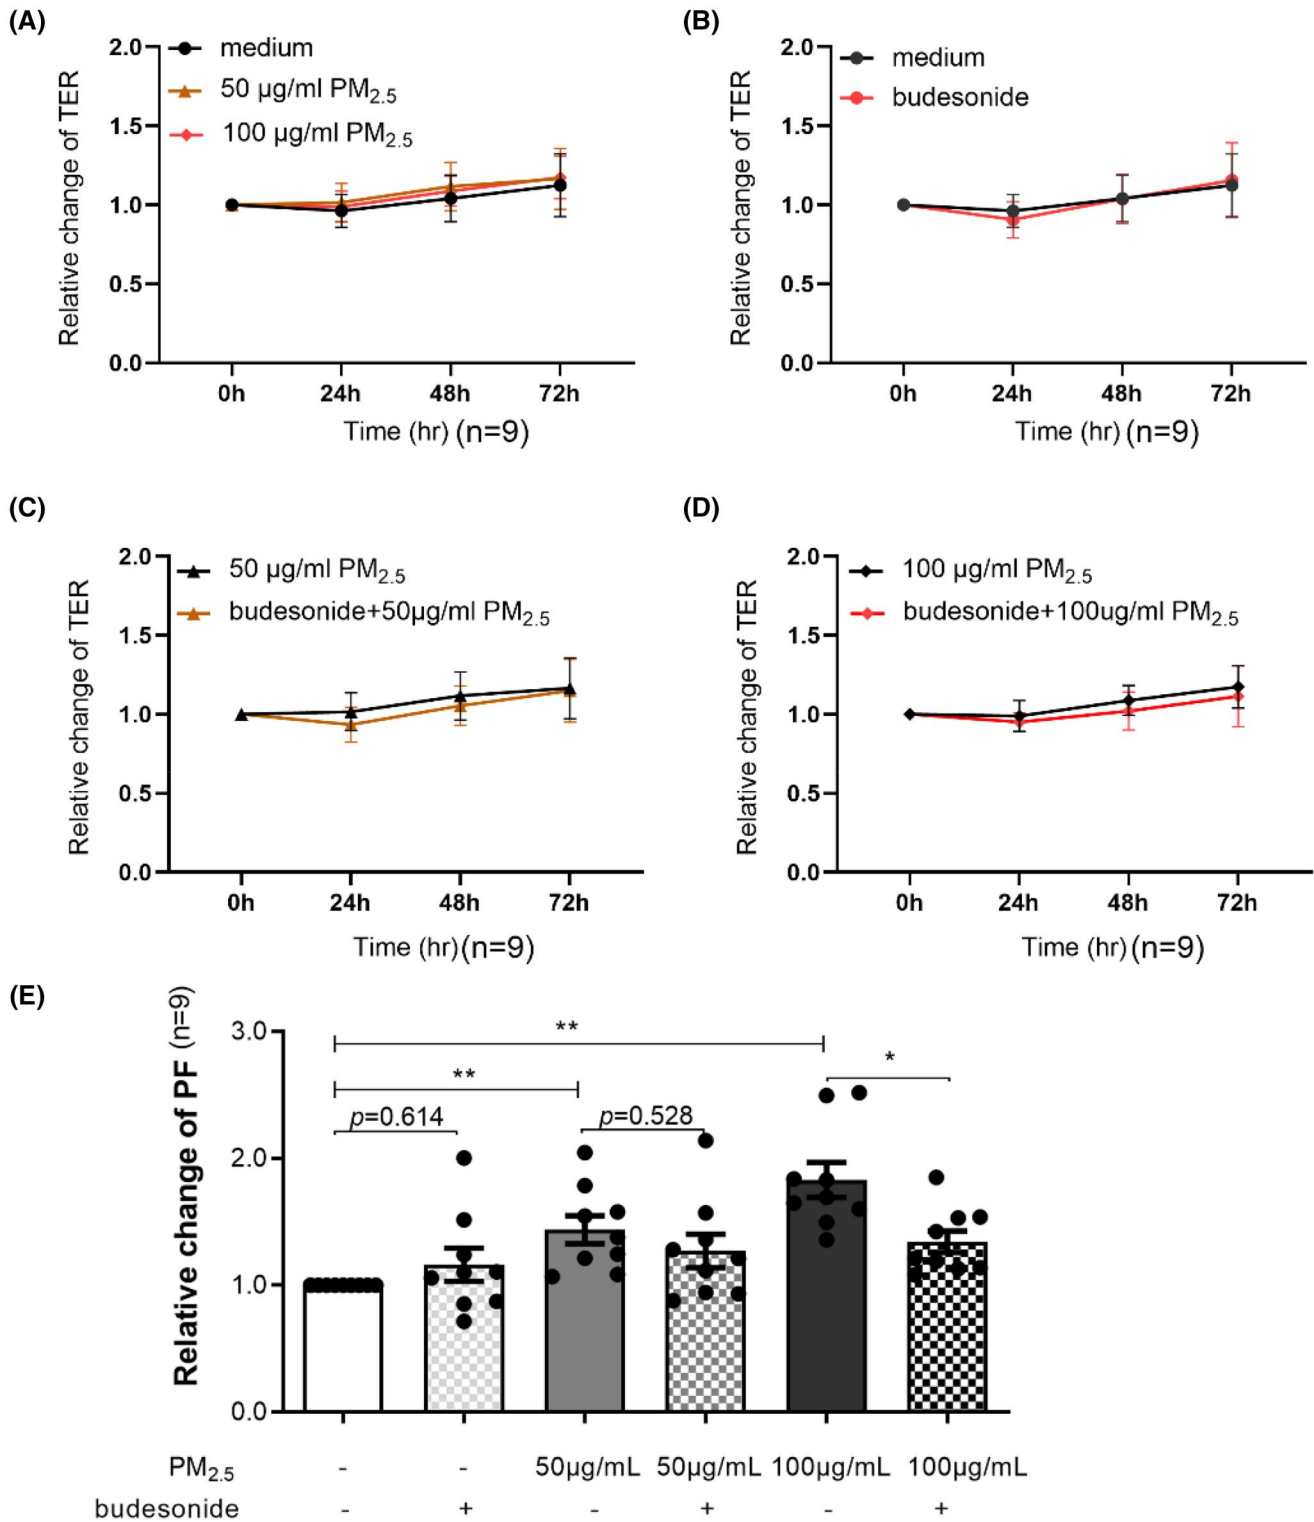 (A)
2.0
1.5
1.0
0.5
0.0
Relative change of TER
medium
50 µg/ml PM2.5
100 µg/ml PM2.5
0h 24h 48h 72h
Time (hr) (n=9)
(B)
2.0
1.5
1.0
0.5
0.0
Relative change of TER
medium
budesonide
0h 24h 48h 72h
Time (hr) (n=9)
(C)
2.0
1.5
1.0
0.5
0.0
Relative change of TER
50 µg/ml PM2.5
budesonide+50µg/ml PM2.5
0h 24h 48h 72h
Time (hr) (n=9)
(D)
2.0
1.5
1.0
0.5
0.0
Relative change of TER
100 µg/ml PM2.5
budesonide+100ug/ml PM2.5
0h 24h 48h 72h
Time (hr) (n=9)
(E)
Relative change of PF (n=9)
3.0
2.0
1.0
0.0
**
*
**
p=0.614
p=0.528
PM2.5 - - 50µg/mL 50µg/mL 100µg/mL 100µg/mL
budesonide - + - + - +